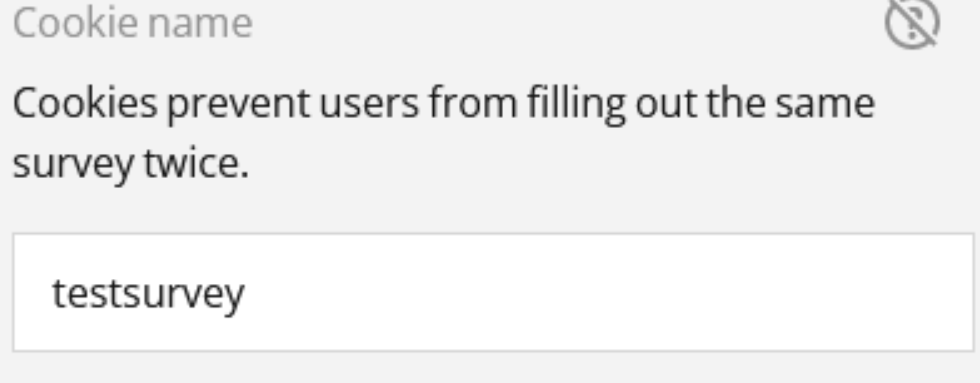 Cookie name
Cookies prevent users from filling out the same
survey twice.
testsurvey